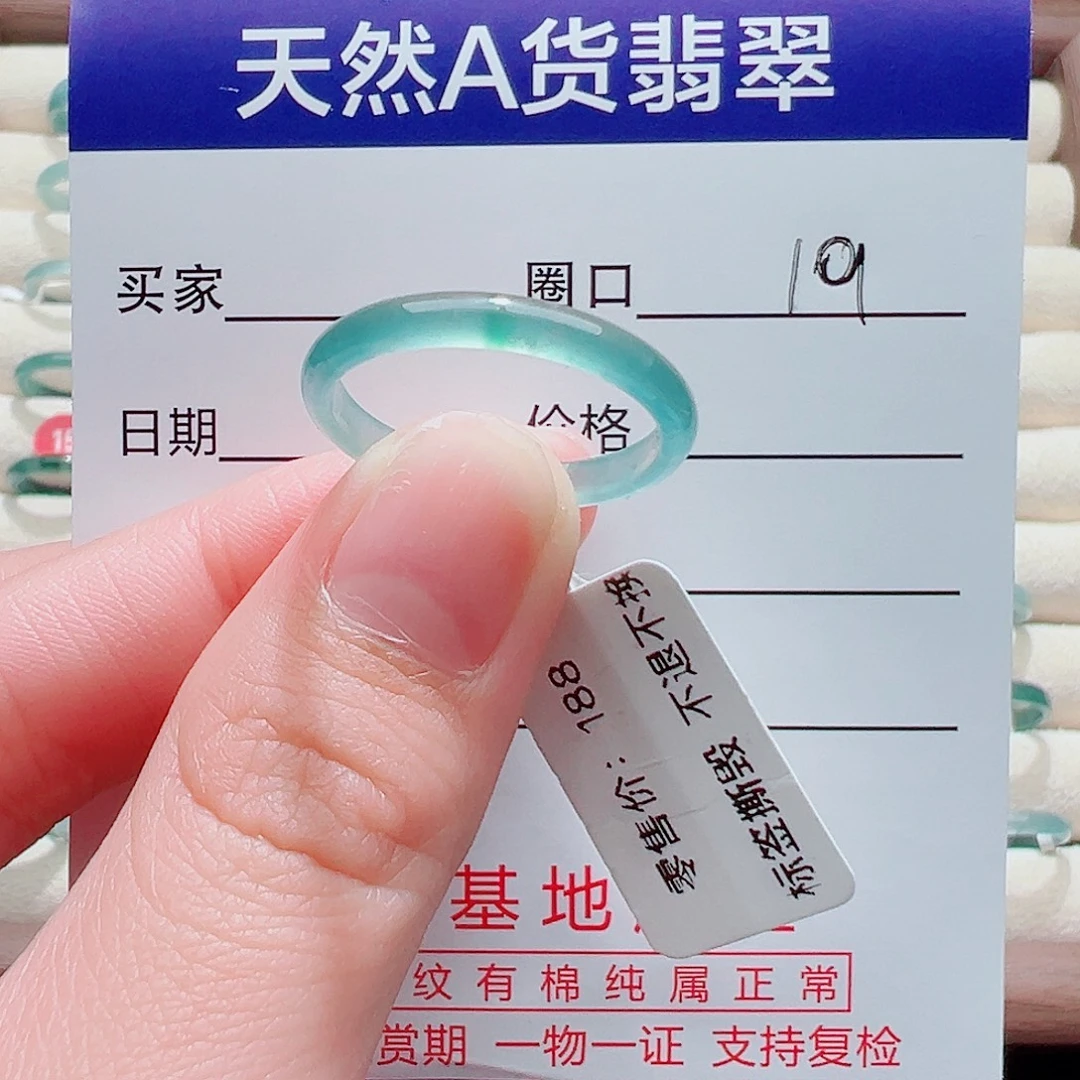 天然A货翡翠
买家
圈口 19
日期
价格
零售价：188
标签撕毁 不退不换
基地
纹有棉纯属正常
赏期 一物一证 支持复检